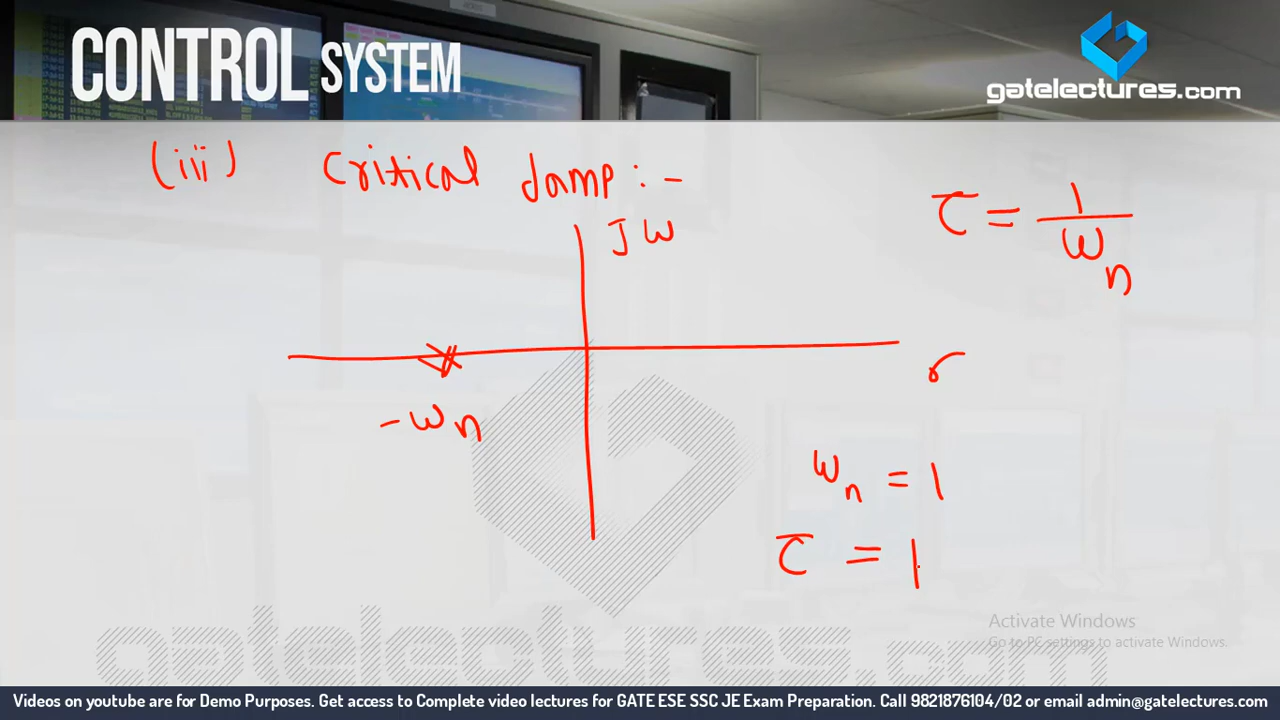 CONTROL SYSTEM
gatelectures.com
(iii) Critical damp :-
τ = 1/ωn
Jω
σ
-ωn
ωn = 1
τ = 1
gatelectures.com
Activate Windows
Go to PC settings to activate Windows.
Videos on youtube are for Demo Purposes. Get access to Complete video lectures for GATE ESE SSC JE Exam Preparation. Call 9821876104/02 or email admin@gatelectures.com